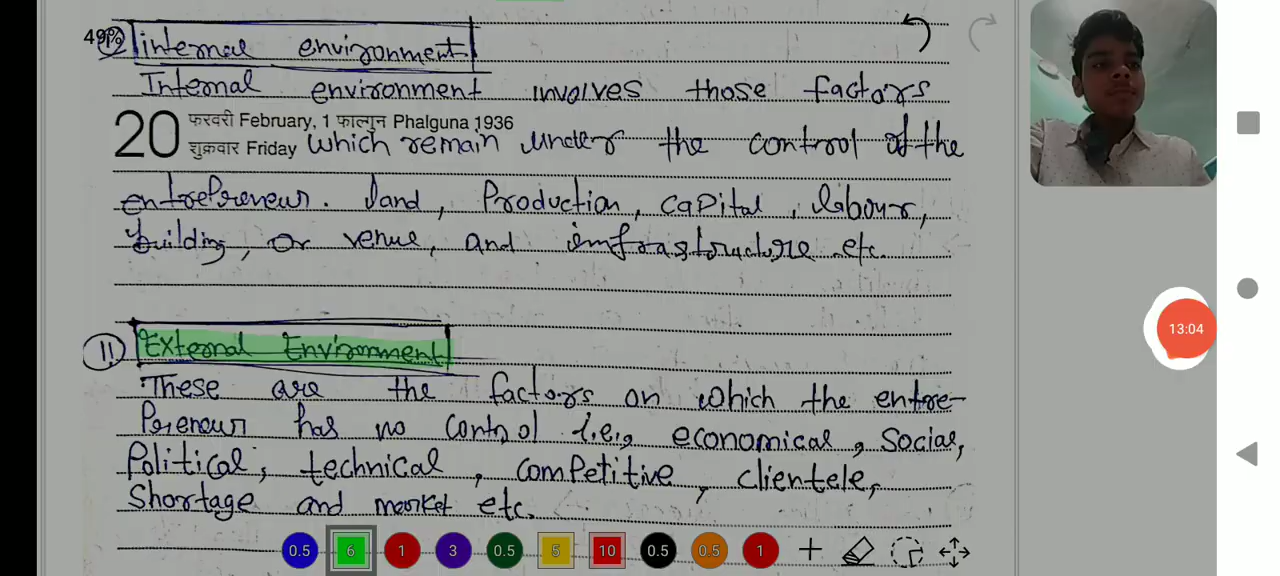 49%
internal environment
Internal environment involves those factors
20 फरवरी February, 1 फाल्गुन Phalguna 1936
शुक्रवार Friday which remain under the control of the
entrepreneur. land, Production, capital, labour,
building, or venue, and imfrastructure etc.
11 External Environment
These are the factors on which the entre-
Preneur has no control i.e., economical, social,
Political, technical, competitive, clientele,
Shortage and market etc.
13:04
0.5 6 1 3 0.5 5 10 0.5 0.5 1